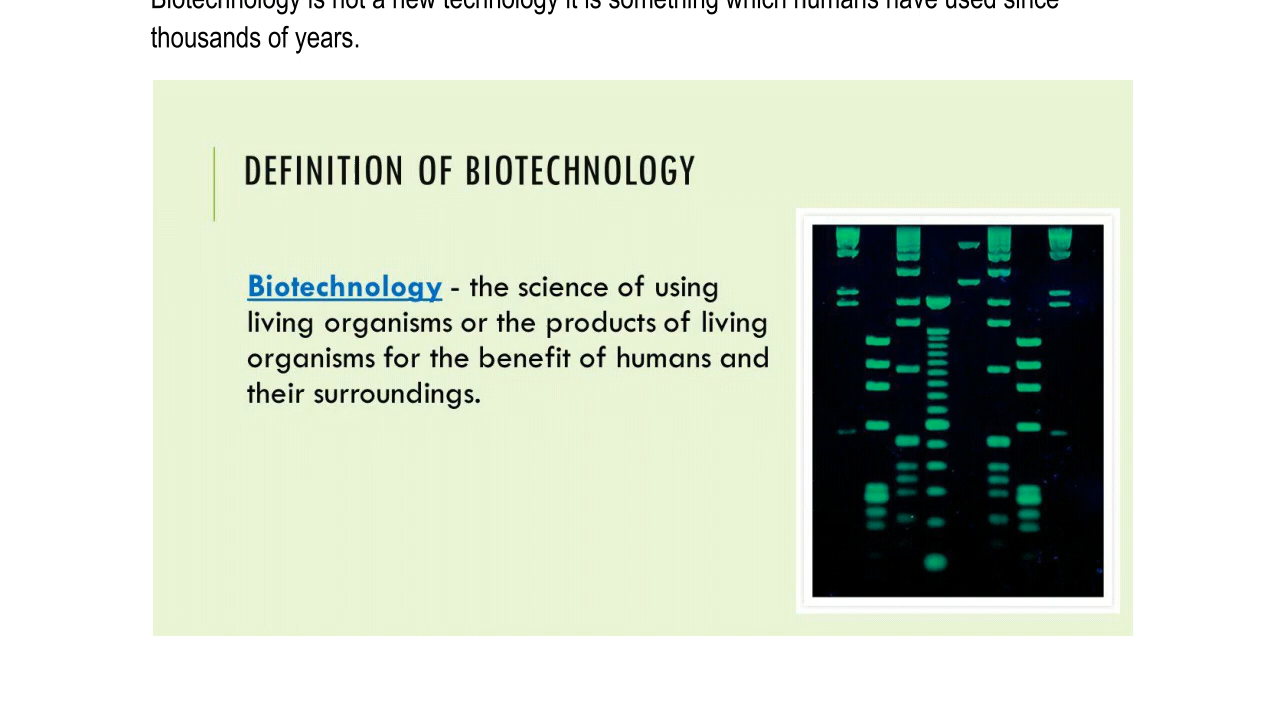 Biotechnology is not a new technology it is something which humans have used since
thousands of years.
DEFINITION OF BIOTECHNOLOGY
Biotechnology - the science of using
living organisms or the products of living
organisms for the benefit of humans and
their surroundings.